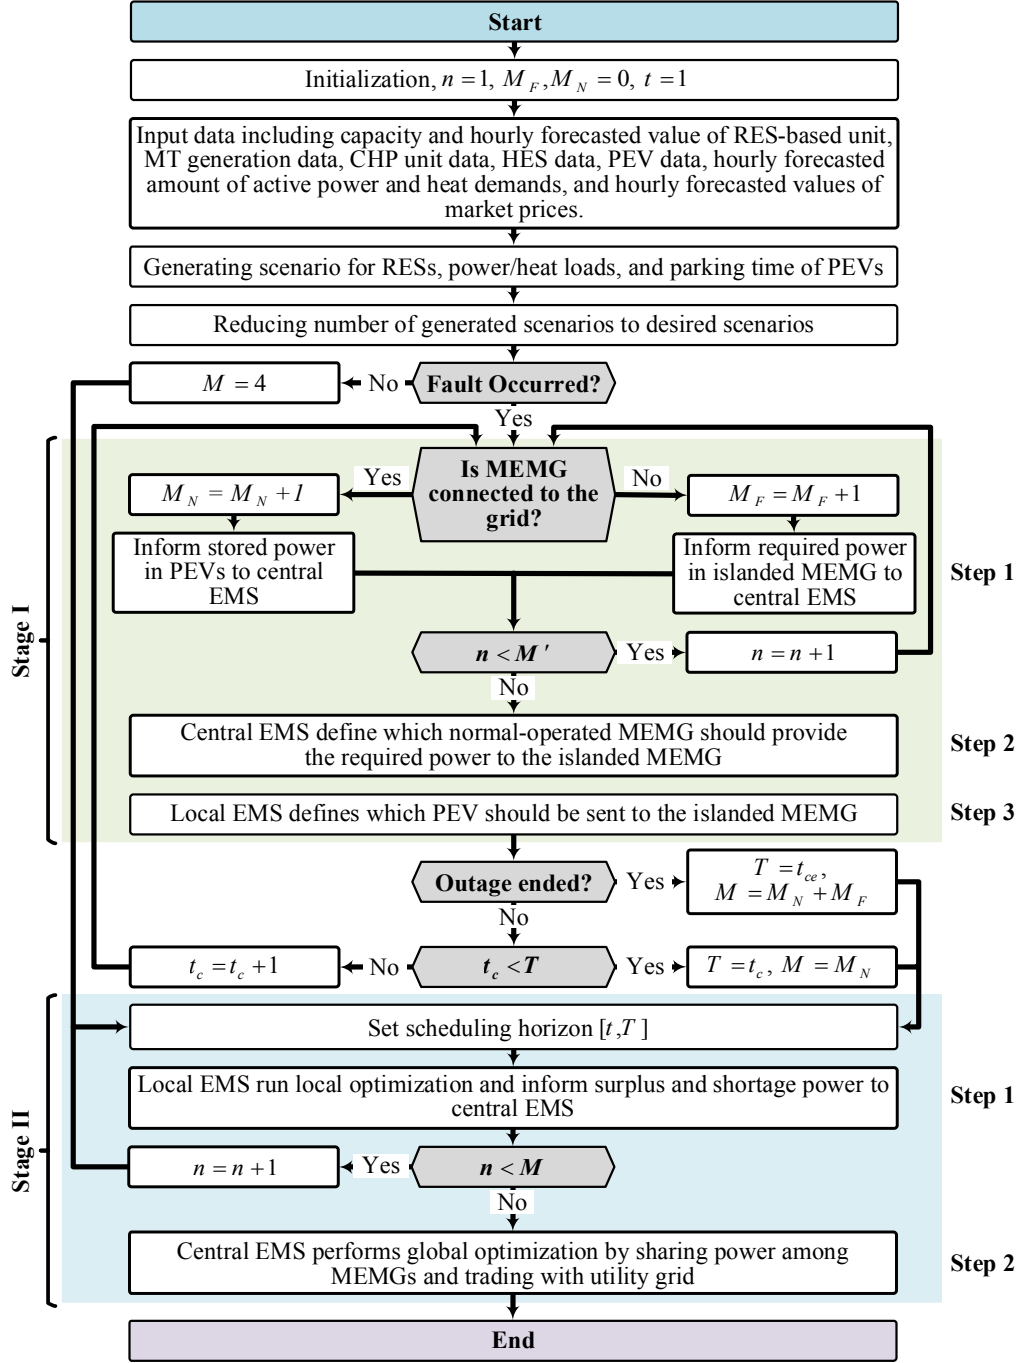 Start
Initialization, n = 1, M_F, M_N = 0, t = 1
Input data including capacity and hourly forecasted value of RES-based unit,
MT generation data, CHP unit data, HES data, PEV data, hourly forecasted
amount of active power and heat demands, and hourly forecasted values of
market prices.
Generating scenario for RESs, power/heat loads, and parking time of PEVs
Reducing number of generated scenarios to desired scenarios
M = 4
No
Fault Occurred?
Yes
Stage I
Is MEMG
connected to the
grid?
Yes
No
M_N = M_N +1
M_F = M_F +1
Inform stored power
in PEVs to central
EMS
Inform required power
in islanded MEMG to
central EMS
Step 1
n < M'
Yes
n = n +1
No
Central EMS define which normal-operated MEMG should provide
the required power to the islanded MEMG
Step 2
Local EMS defines which PEV should be sent to the islanded MEMG
Step 3
Outage ended?
Yes
T = t_ce,
M = M_N + M_F
No
t_c = t_c +1
No
t_c < T
Yes
T = t_c, M = M_N
Stage II
Set scheduling horizon [t,T ]
Local EMS run local optimization and inform surplus and shortage power to
central EMS
Step 1
n = n +1
Yes
n < M
No
Central EMS performs global optimization by sharing power among
MEMGs and trading with utility grid
Step 2
End